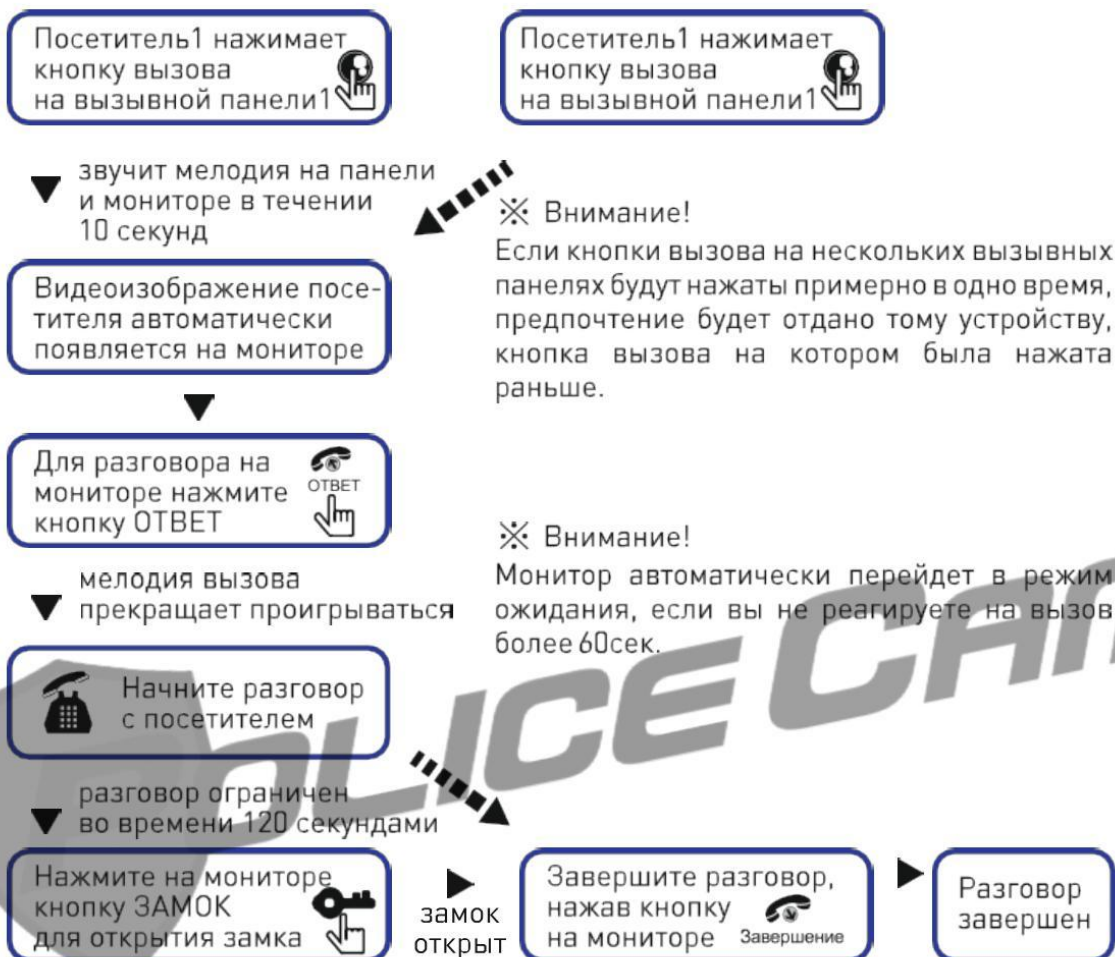 Посетитель1 нажимает
кнопку вызова
на вызывной панели1
Посетитель1 нажимает
кнопку вызова
на вызывной панели1
звучит мелодия на панели
и мониторе в течении
10 секунд
※ Внимание!
Если кнопки вызова на нескольких вызывных
панелях будут нажаты примерно в одно время,
предпочтение будет отдано тому устройству,
кнопка вызова на котором была нажата
раньше.
Видеоизображение посе-
тителя автоматически
появляется на мониторе
Для разговора на
мониторе нажмите
кнопку ОТВЕТ
ОТВЕТ
※ Внимание!
Монитор автоматически перейдет в режим
ожидания, если вы не реагируете на вызов
более 60сек.
мелодия вызова
прекращает проигрываться
Начните разговор
с посетителем
POLICECAM
разговор ограничен
во времени 120 секундами
Нажмите на мониторе
кнопку ЗАМОК
для открытия замка
замок
открыт
Завершите разговор,
нажав кнопку
на мониторе
Завершение
Разговор
завершен